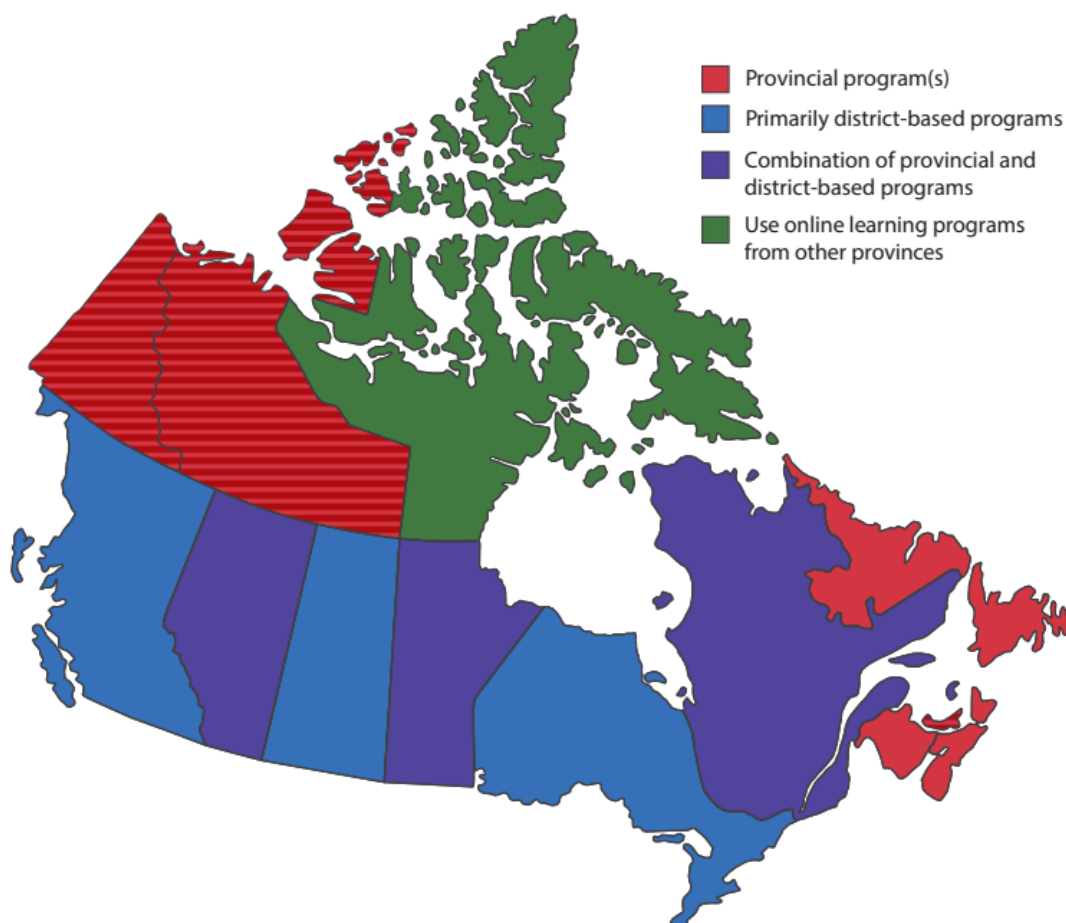 Provincial program(s)
Primarily district-based programs
Combination of provincial and
district-based programs
Use online learning programs
from other provinces